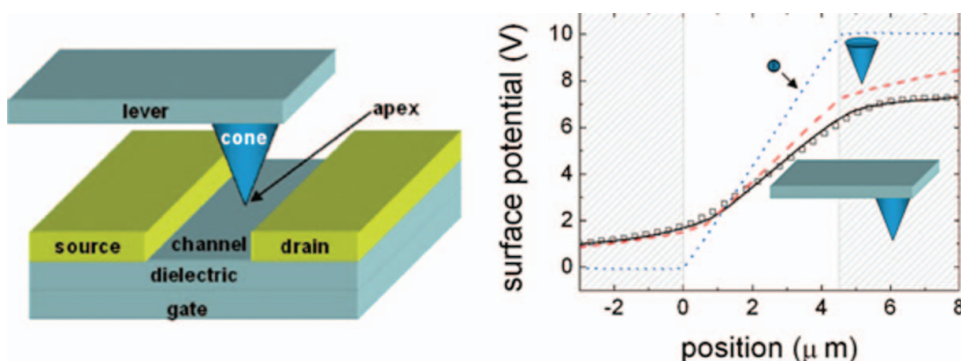 lever
apex
cone
source
channel
drain
dielectric
gate
surface potential (V)
10
8
6
4
2
0
Φ
-2 0 2 4 6 8
position (μ m)